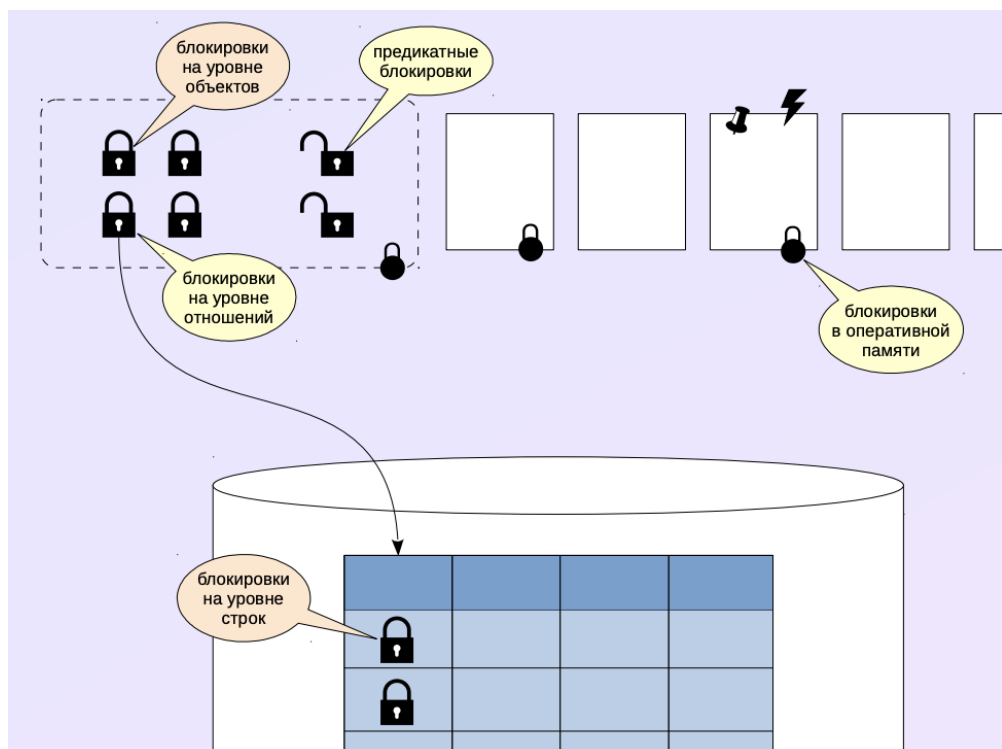 блокировки
на уровне
объектов
предикатные
блокировки
блокировки
на уровне
отношений
блокировки
в оперативной
памяти
блокировки
на уровне
строк